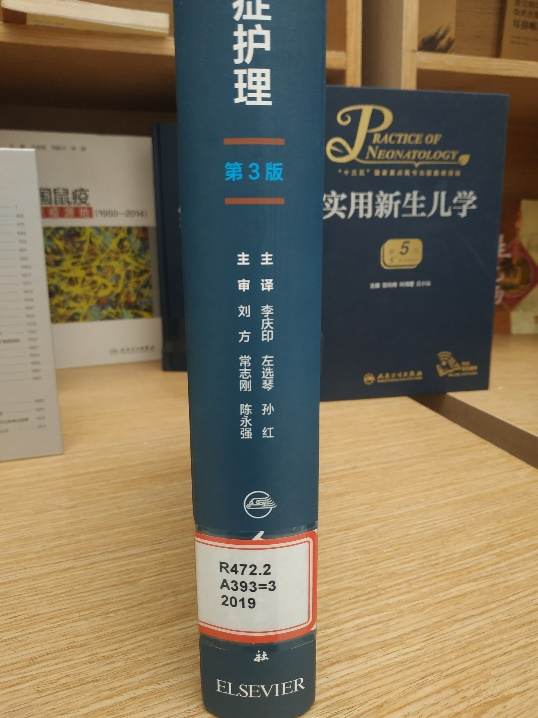 症护理
第3版
主 译 李庆印 左选琴 孙 红
主 审 刘 方 常志刚 陈永强
R472.2
A393=3
2019
社
ELSEVIER
国鼠疫
(1950—2014)
PRACTICE OF
NEONATOLOGY
实用新生儿学
第5版
人民卫生出版社